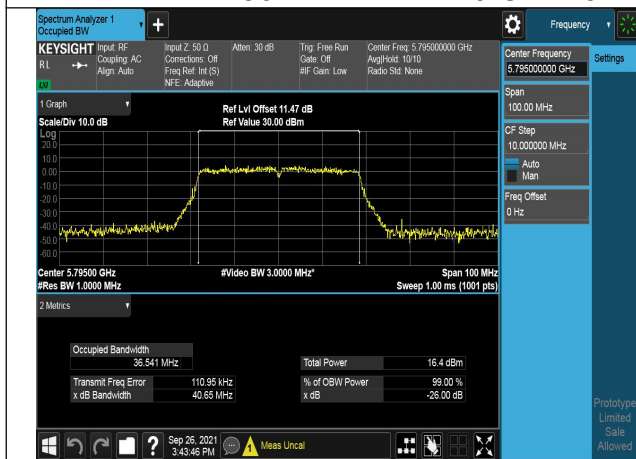 Spectrum Analyzer 1
Occupied BW
Frequency
KEYSIGHT
RL
Input: RF
Coupling: AC
Align: Auto
Input Z: 50 Ω
Corrections: Off
Freq Ref: Int (S)
NFE: Adaptive
Atten: 30 dB
Trig: Free Run
Gate: Off
#IF Gain: Low
Center Freq: 5.795000000 GHz
Avg|Hold: 10/10
Radio Std: None
Center Frequency
5.795000000 GHz
Settings
Span
100.00 MHz
CF Step
10.000000 MHz
Auto
Man
Freq Offset
0 Hz
1 Graph
Scale/Div 10.0 dB
Ref Lvl Offset 11.47 dB
Ref Value 30.00 dBm
Log
20.0
10.0
0.00
-10.0
-20.0
-30.0
-40.0
-50.0
-60.0
Center 5.79500 GHz
#Video BW 3.0000 MHz*
Span 100 MHz
#Res BW 1.0000 MHz
Sweep 1.00 ms (1001 pts)
2 Metrics
Occupied Bandwidth
36.541 MHz
Total Power 16.4 dBm
Transmit Freq Error 110.95 kHz
% of OBW Power 99.00 %
x dB Bandwidth 40.65 MHz
x dB -26.00 dB
Prototype
Limited
Sale
Allowed
Sep 26, 2021
3:43:46 PM
Meas Uncal